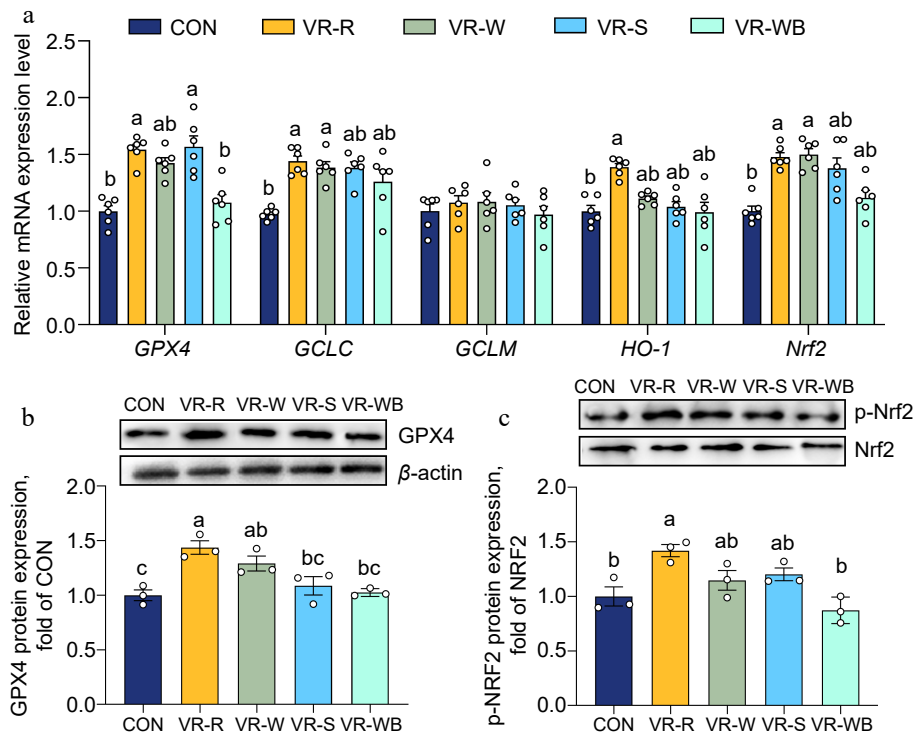 a
CON VR-R VR-W VR-S VR-WB
Relative mRNA expression level
2.5
2.0
1.5
1.0
0.5
0.0
b a ab a b
b a a ab ab
b a ab ab ab
b a a ab ab
GPX4 GCLC GCLM HO-1 Nrf2
b
CON VR-R VR-W VR-S VR-WB
GPX4
β-actin
GPX4 protein expression,
fold of CON
2.0
1.5
1.0
0.5
0.0
c a ab bc bc
CON VR-R VR-W VR-S VR-WB
c
CON VR-R VR-W VR-S VR-WB
p-Nrf2
Nrf2
p-NRF2 protein expression,
fold of NRF2
2.0
1.5
1.0
0.5
0.0
b a ab ab b
CON VR-R VR-W VR-S VR-WB